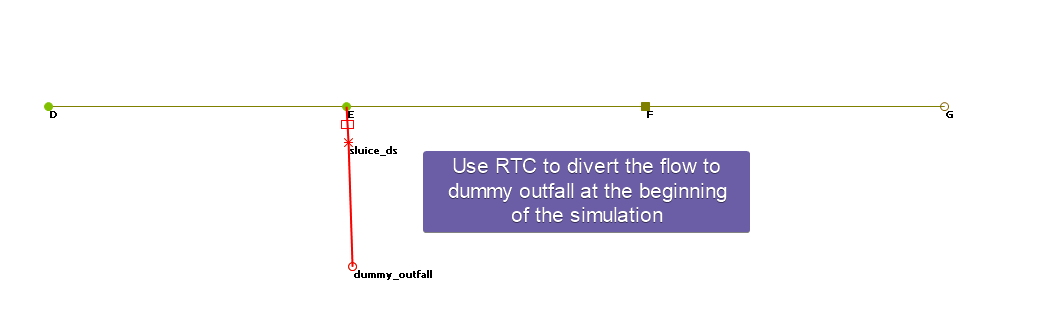 D
E
F
G
sluice_ds
Use RTC to divert the flow to
dummy outfall at the beginning
of the simulation
dummy_outfall